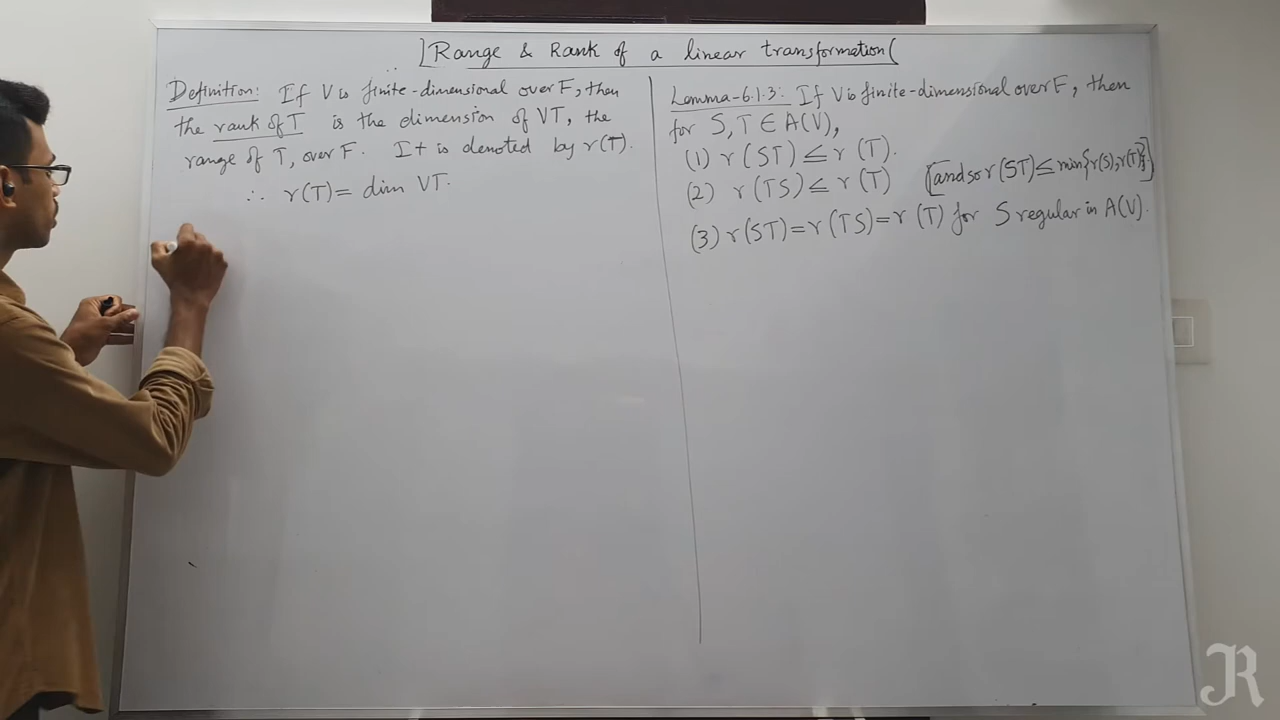 Range & Rank of a linear transformation
Definition: If V is finite-dimensional over F, then
the rank of T is the dimension of VT, the
range of T, over F. It is denoted by r(T).
∴ r(T) = dim VT.
Lemma-6.1.3: If V is finite-dimensional over F, then
for S, T ∈ A(V),
(1) r(ST) ≤ r(T).
(2) r(TS) ≤ r(T) [and so r(ST) ≤ min{r(S), r(T)}]
(3) r(ST) = r(TS) = r(T) for S regular in A(V).
R